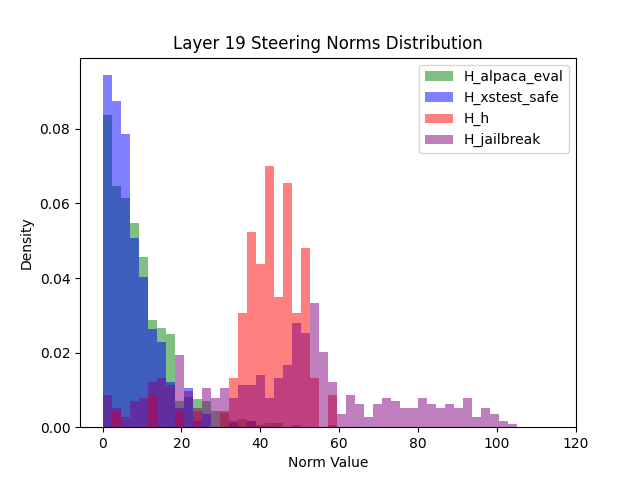 Layer 19 Steering Norms Distribution
H_alpaca_eval
H_xstest_safe
H_h
H_jailbreak
Density
0.08
0.06
0.04
0.02
0.00
0
20
40
60
80
100
120
Norm Value